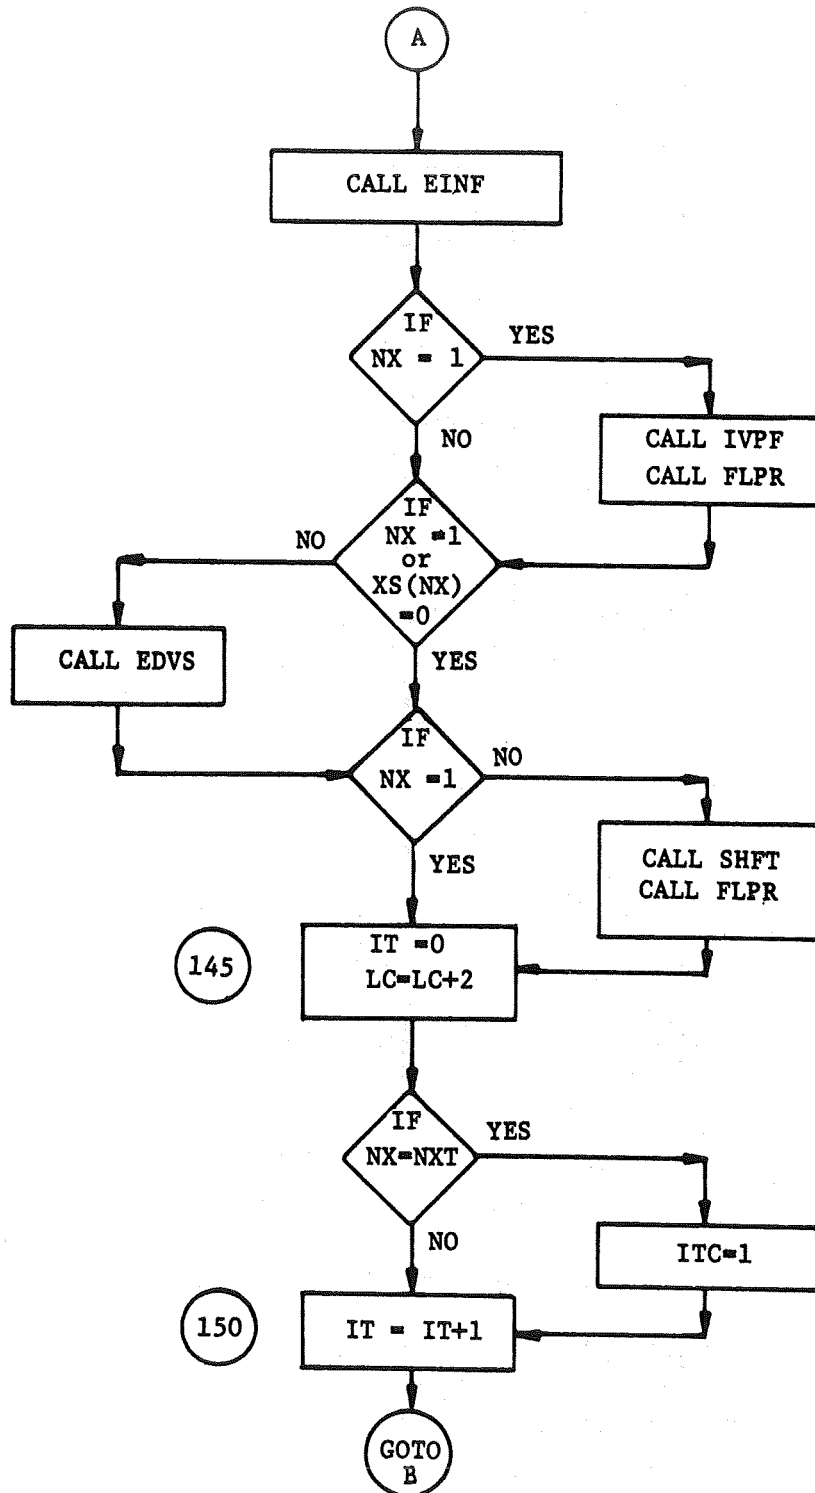 A
CALL EINF
IF
NX = 1
YES
NO
CALL IVPF
CALL FLPR
IF
NX =1
or
XS(NX)
=0
NO
YES
CALL EDVS
IF
NX =1
NO
YES
CALL SHFT
CALL FLPR
145
IT =0
LC=LC+2
IF
NX=NXT
YES
NO
ITC=1
150
IT = IT+1
GOTO
B